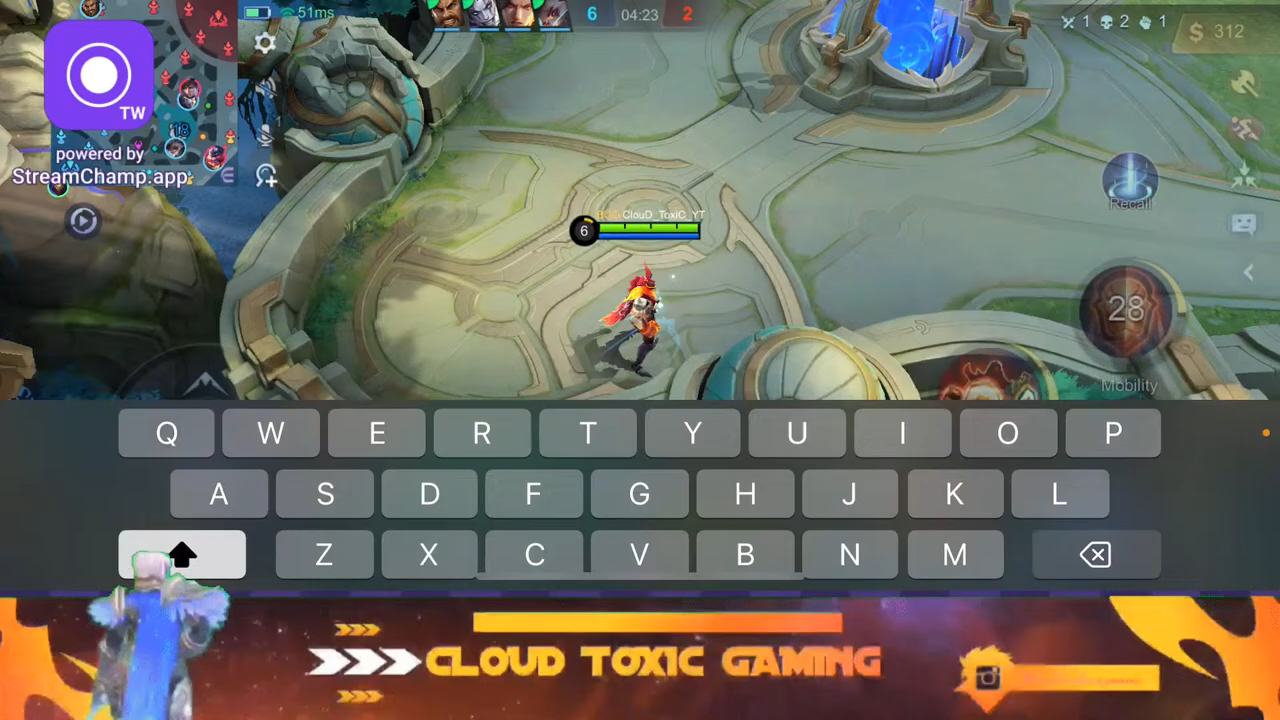 51ms
6 04:23 2
1 2 1
$ 312
TW
18
powered by
StreamChamp.app
Recall
ClouD_ToxiC_YT
6
28
Mobility
Q W E R T Y U I O P
A S D F G H J K L
Z X C V B N M
CLOUD TOXIC GAMING